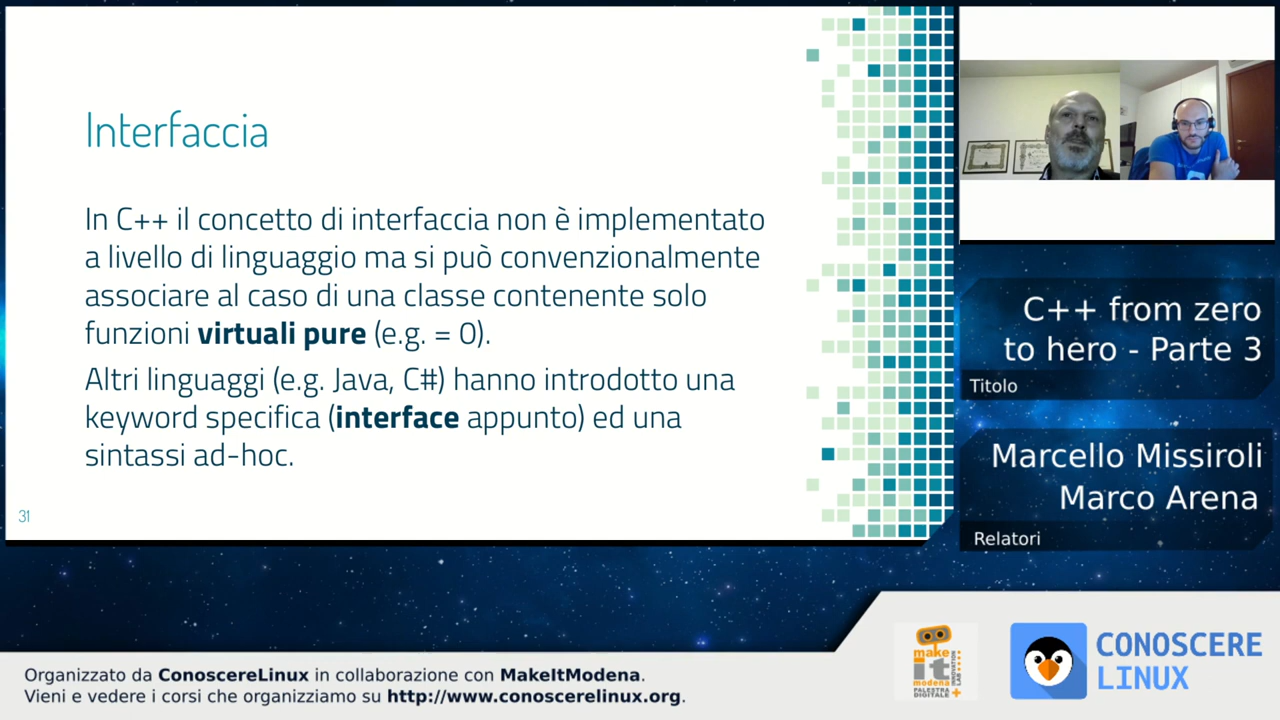 Interfaccia
In C++ il concetto di interfaccia non è implementato
a livello di linguaggio ma si può convenzionalmente
associare al caso di una classe contenente solo
funzioni virtuali pure (e.g. = 0).
Altri linguaggi (e.g. Java, C#) hanno introdotto una
keyword specifica (interface appunto) ed una
sintassi ad-hoc.
31
C++ from zero
to hero - Parte 3
Titolo
Marcello Missiroli
Marco Arena
Relatori
make
it
modena
PALESTRA
DIGITALE
INNOVATION
LAB
CONOSCERE
LINUX
Organizzato da ConoscereLinux in collaborazione con MakeItModena.
Vieni e vedere i corsi che organizziamo su http://www.conoscerelinux.org.